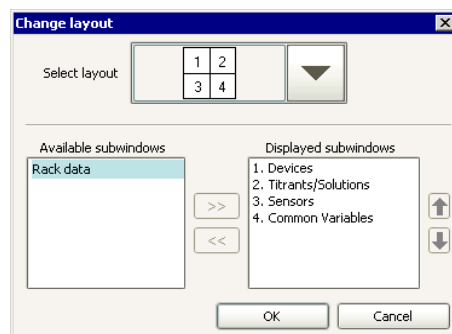 Change layout
Select layout
1 2
3 4
Available subwindows
Rack data
>>
<<
Displayed subwindows
1. Devices
2. Titrants/Solutions
3. Sensors
4. Common Variables
OK
Cancel